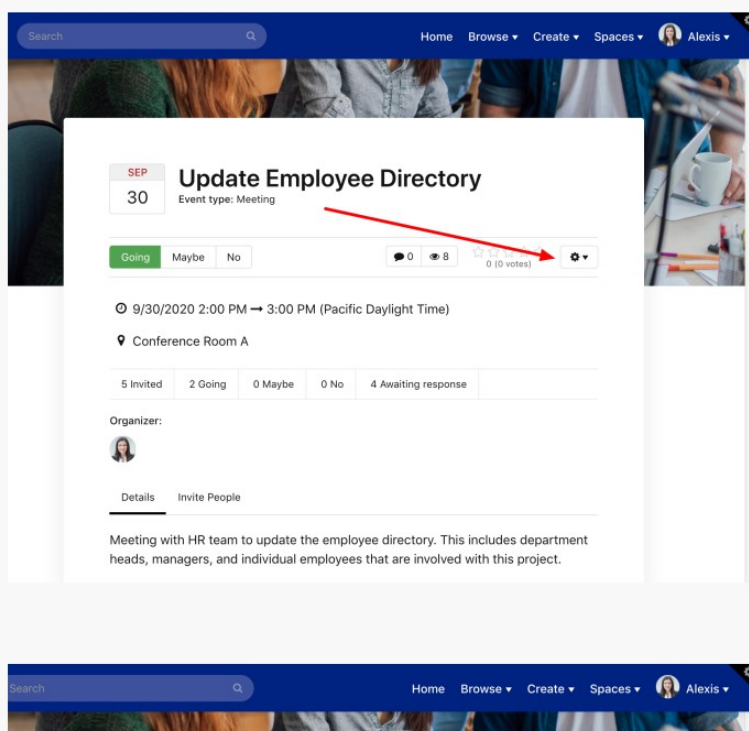 Search Home Browse Create Spaces Alexis
SEP
30
Update Employee Directory
Event type: Meeting
Going Maybe No 0 8 0 (0 votes)
9/30/2020 2:00 PM → 3:00 PM (Pacific Daylight Time)
Conference Room A
5 Invited 2 Going 0 Maybe 0 No 4 Awaiting response
Organizer:
Details Invite People
Meeting with HR team to update the employee directory. This includes department
heads, managers, and individual employees that are involved with this project.
Search Home Browse Create Spaces Alexis